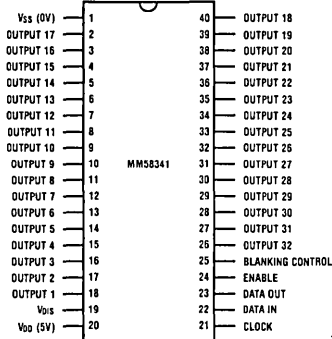 VSS (0V) 1 40 OUTPUT 18
OUTPUT 17 2 39 OUTPUT 19
OUTPUT 16 3 38 OUTPUT 20
OUTPUT 15 4 37 OUTPUT 21
OUTPUT 14 5 36 OUTPUT 22
OUTPUT 13 6 35 OUTPUT 23
OUTPUT 12 7 34 OUTPUT 24
OUTPUT 11 8 33 OUTPUT 25
OUTPUT 10 9 32 OUTPUT 26
OUTPUT 9 10 MM58341 31 OUTPUT 27
OUTPUT 8 11 30 OUTPUT 28
OUTPUT 7 12 29 OUTPUT 29
OUTPUT 6 13 28 OUTPUT 30
OUTPUT 5 14 27 OUTPUT 31
OUTPUT 4 15 26 OUTPUT 32
OUTPUT 3 16 25 BLANKING CONTROL
OUTPUT 2 17 24 ENABLE
OUTPUT 1 18 23 DATA OUT
VDIS 19 22 DATA IN
VDD (5V) 20 21 CLOCK